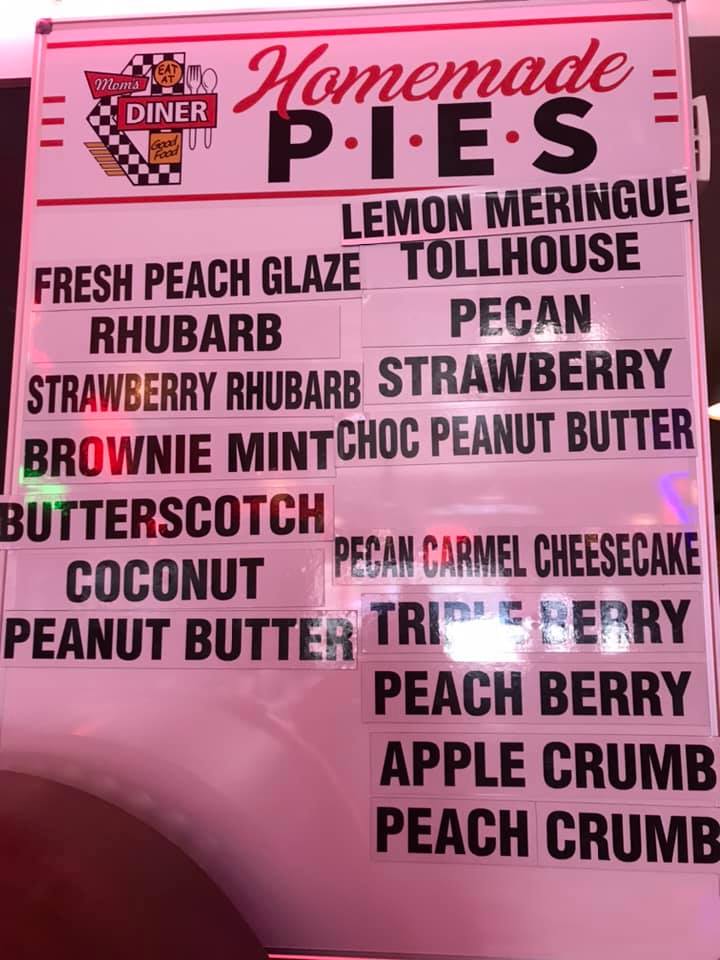 Mom's
EAT
AT
DINER
Good
Food
Homemade
P•I•E•S
FRESH PEACH GLAZE
RHUBARB
STRAWBERRY RHUBARB
BROWNIE MINT
BUTTERSCOTCH
COCONUT
PEANUT BUTTER
LEMON MERINGUE
TOLLHOUSE
PECAN
STRAWBERRY
CHOC PEANUT BUTTER
PECAN CARMEL CHEESECAKE
TRIPLE BERRY
PEACH BERRY
APPLE CRUMB
PEACH CRUMB